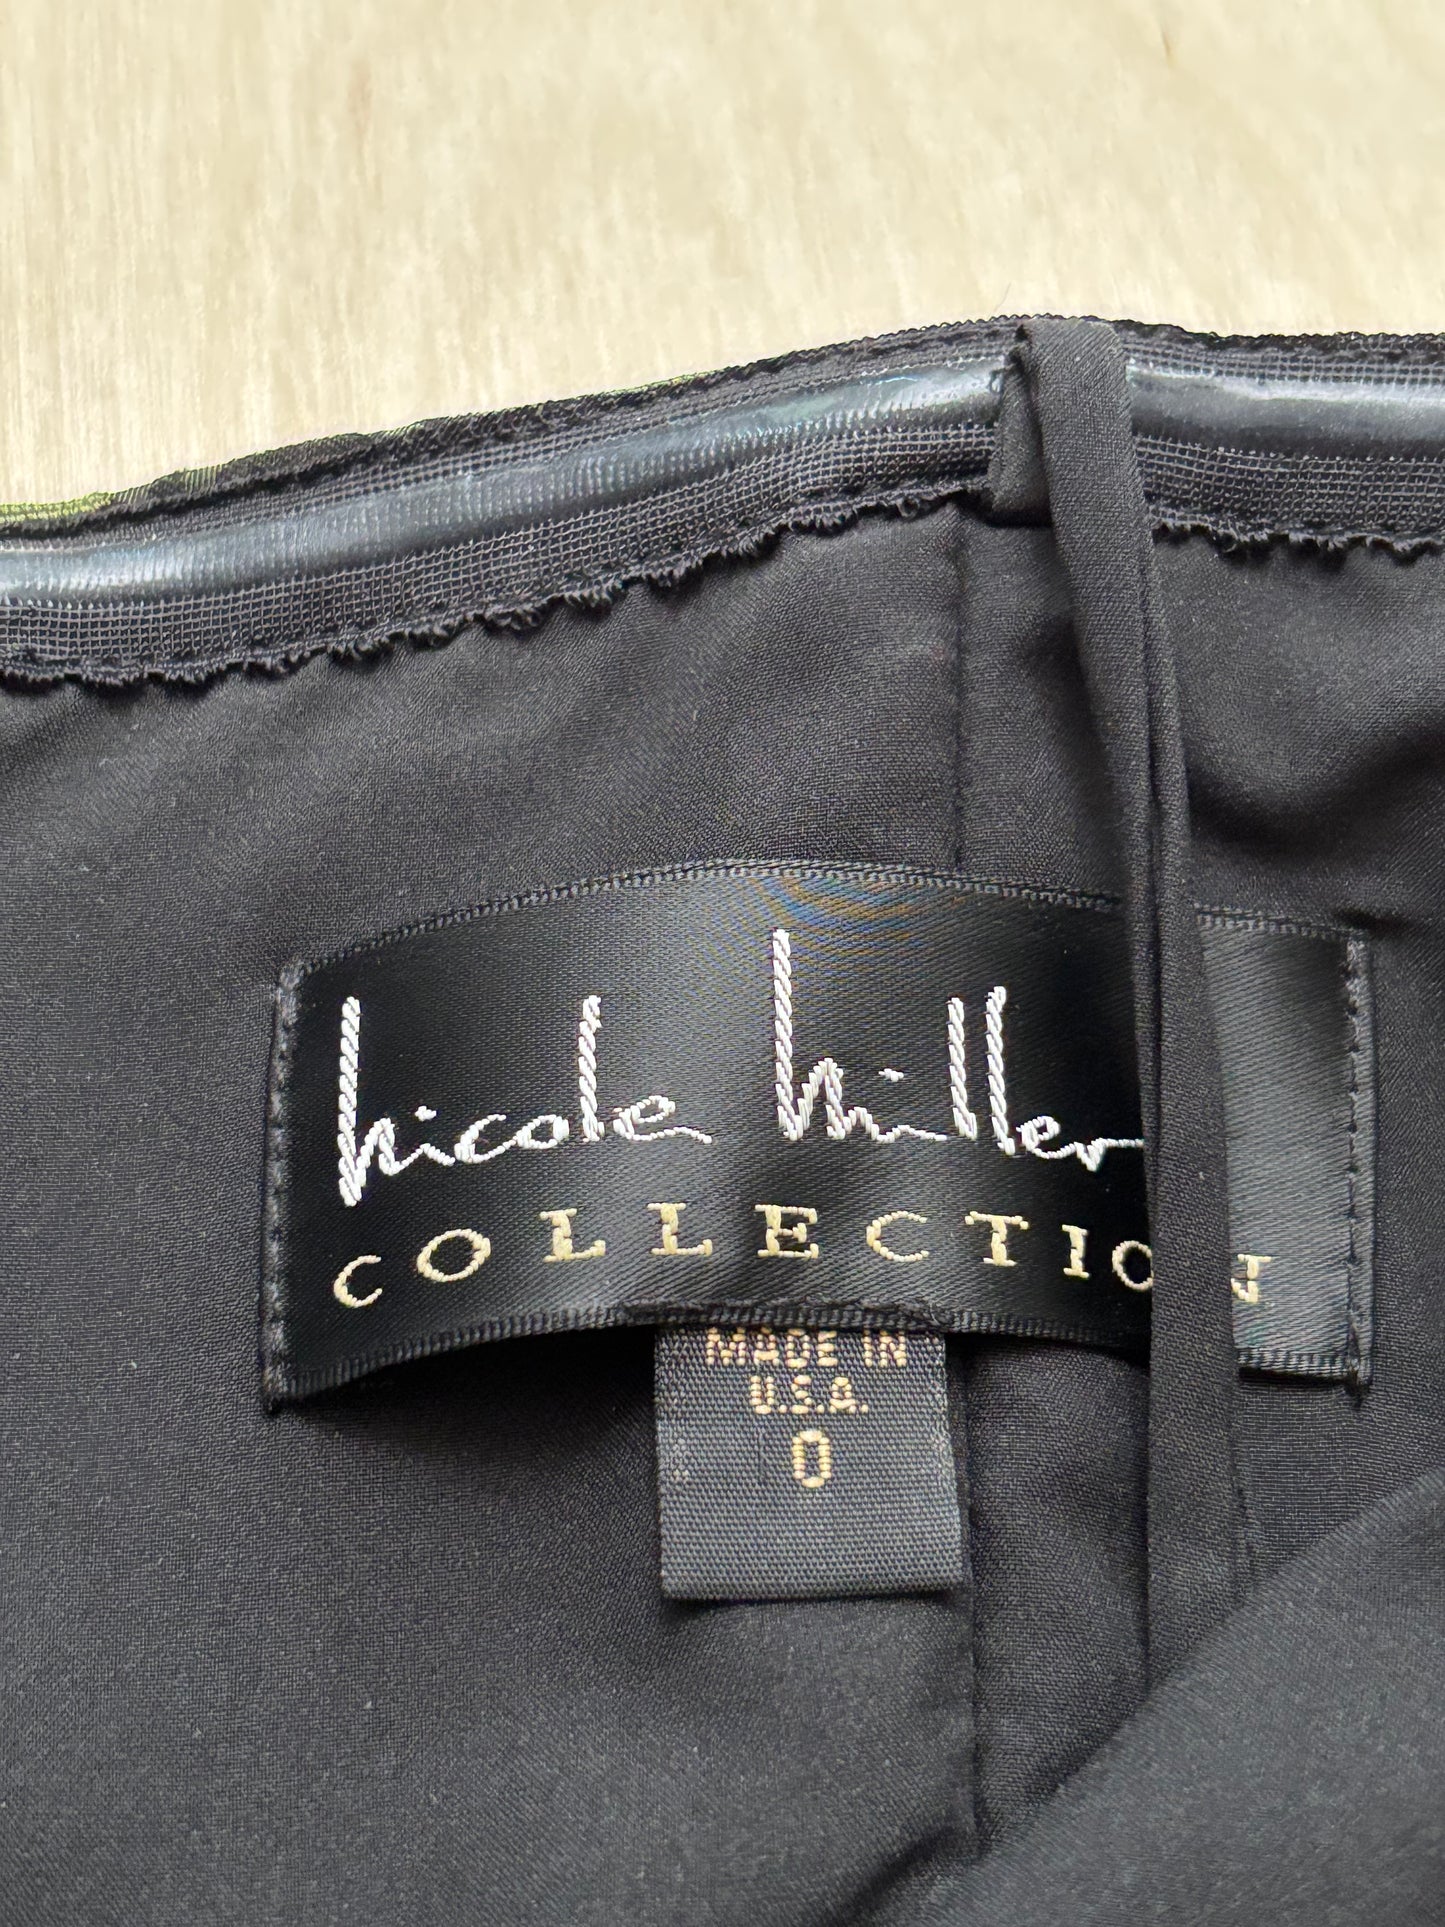 nicole miller
COLLECTION
MADE IN
U.S.A.
0